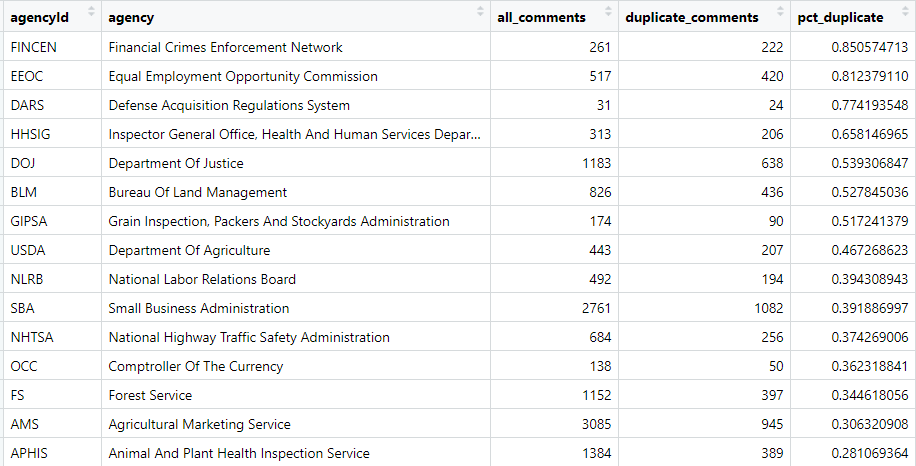 agencyId agency all_comments duplicate_comments pct_duplicate
FINCEN Financial Crimes Enforcement Network 261 222 0.850574713
EEOC Equal Employment Opportunity Commission 517 420 0.812379110
DARS Defense Acquisition Regulations System 31 24 0.774193548
HHSIG Inspector General Office, Health And Human Services Depar... 313 206 0.658146965
DOJ Department Of Justice 1183 638 0.539306847
BLM Bureau Of Land Management 826 436 0.527845036
GIPSA Grain Inspection, Packers And Stockyards Administration 174 90 0.517241379
USDA Department Of Agriculture 443 207 0.467268623
NLRB National Labor Relations Board 492 194 0.394308943
SBA Small Business Administration 2761 1082 0.391886997
NHTSA National Highway Traffic Safety Administration 684 256 0.374269006
OCC Comptroller Of The Currency 138 50 0.362318841
FS Forest Service 1152 397 0.344618056
AMS Agricultural Marketing Service 3085 945 0.306320908
APHIS Animal And Plant Health Inspection Service 1384 389 0.281069364